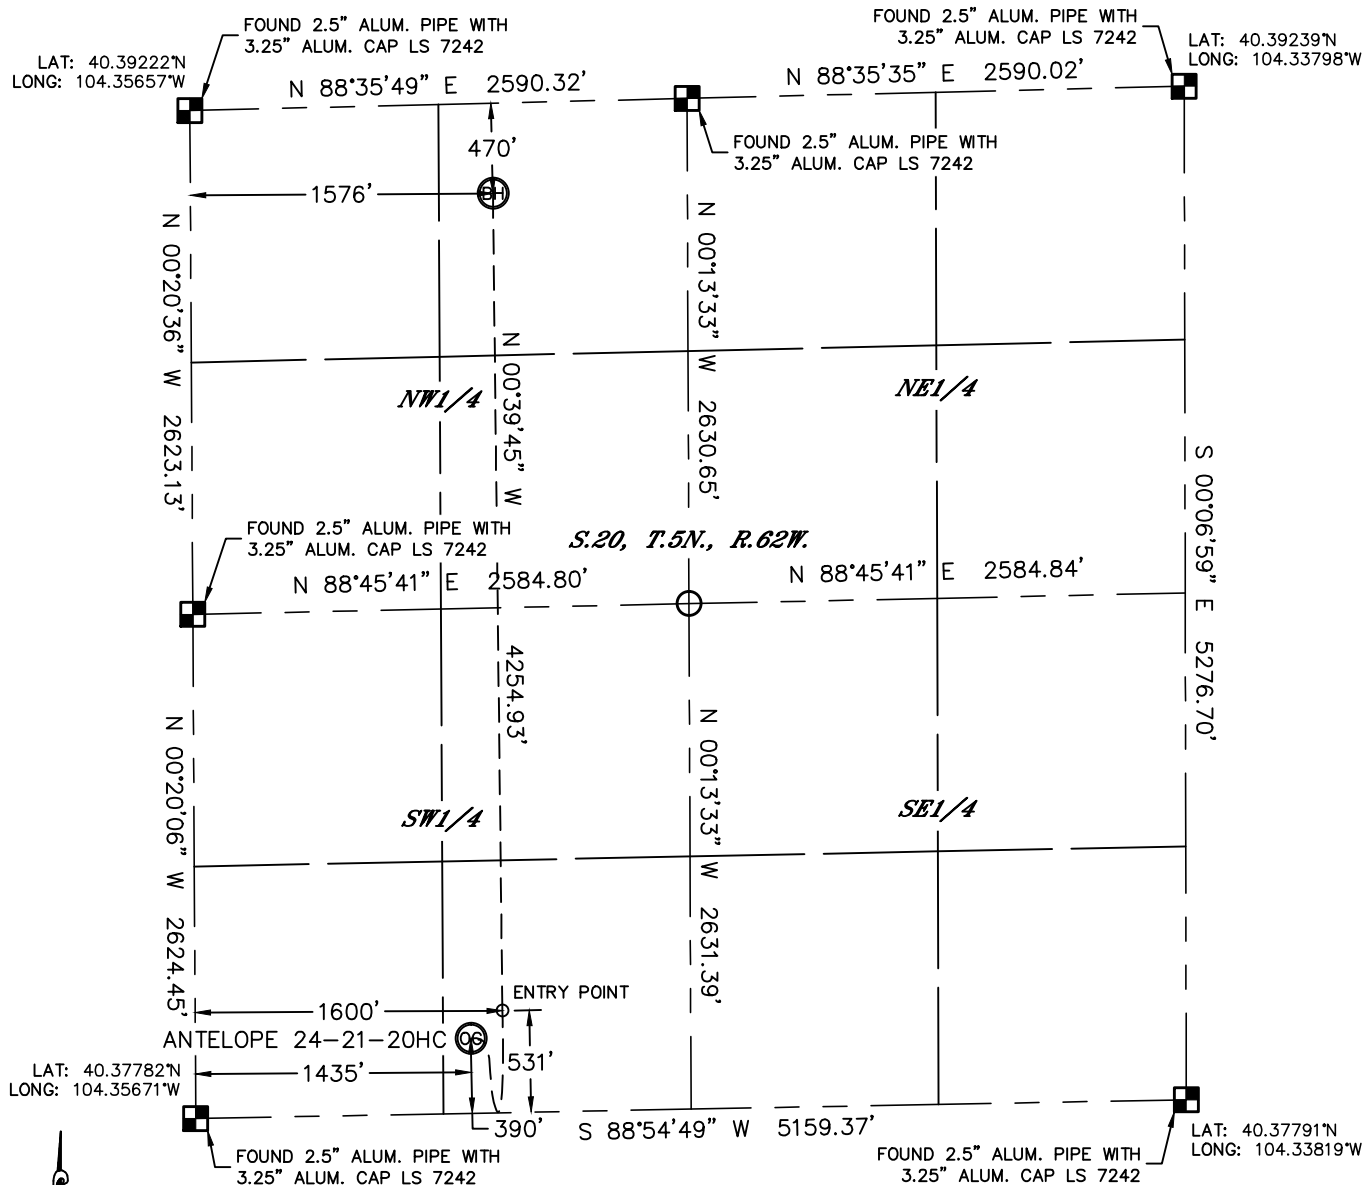 FOUND 2.5" ALUM. PIPE WITH
3.25" ALUM. CAP LS 7242
FOUND 2.5" ALUM. PIPE WITH
3.25" ALUM. CAP LS 7242
LAT: 40.39222°N
LONG: 104.35657°W
LAT: 40.39239°N
LONG: 104.33798°W
N 88°35'49" E 2590.32'
N 88°35'35" E 2590.02'
FOUND 2.5" ALUM. PIPE WITH
3.25" ALUM. CAP LS 7242
470'
1576'
BH
N 00°20'36" W 2623.13'
N 00°39'45" W
4254.93'
N 00°13'33" W 2630.65'
NW1/4
NE1/4
S 00°06'59" E 5276.70'
FOUND 2.5" ALUM. PIPE WITH
3.25" ALUM. CAP LS 7242
S.20, T.5N., R.62W.
N 88°45'41" E 2584.80'
N 88°45'41" E 2584.84'
N 00°20'06" W 2624.45'
N 00°13'33" W 2631.39'
SW1/4
SE1/4
ENTRY POINT
1600'
ANTELOPE 24-21-20HC
OG
531'
1435'
390'
LAT: 40.37782°N
LONG: 104.35671°W
S 88°54'49" W 5159.37'
LAT: 40.37791°N
LONG: 104.33819°W
FOUND 2.5" ALUM. PIPE WITH
3.25" ALUM. CAP LS 7242
FOUND 2.5" ALUM. PIPE WITH
3.25" ALUM. CAP LS 7242